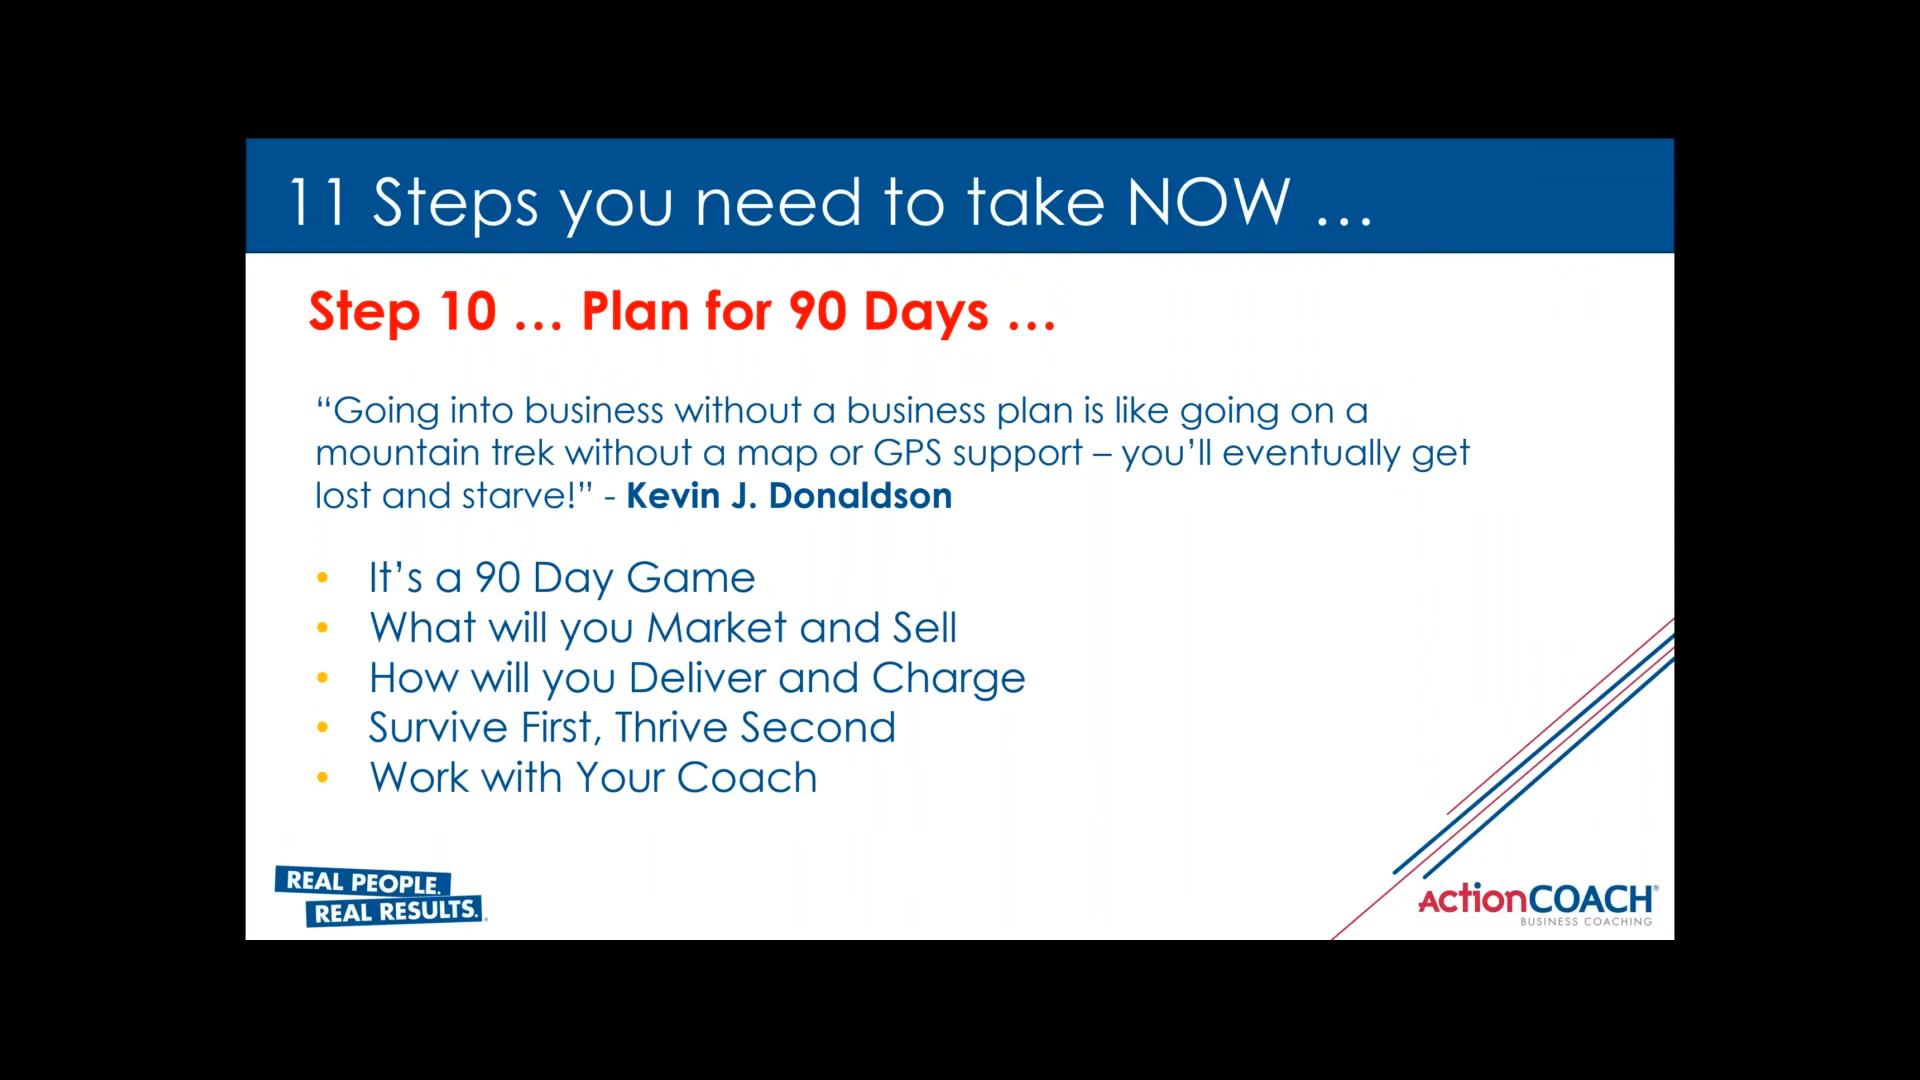 11 Steps you need to take NOW …
Step 10 … Plan for 90 Days …
“Going into business without a business plan is like going on a
mountain trek without a map or GPS support – you’ll eventually get
lost and starve!” - Kevin J. Donaldson
• It’s a 90 Day Game
• What will you Market and Sell
• How will you Deliver and Charge
• Survive First, Thrive Second
• Work with Your Coach
REAL PEOPLE.
REAL RESULTS.
ActionCOACH®
BUSINESS COACHING